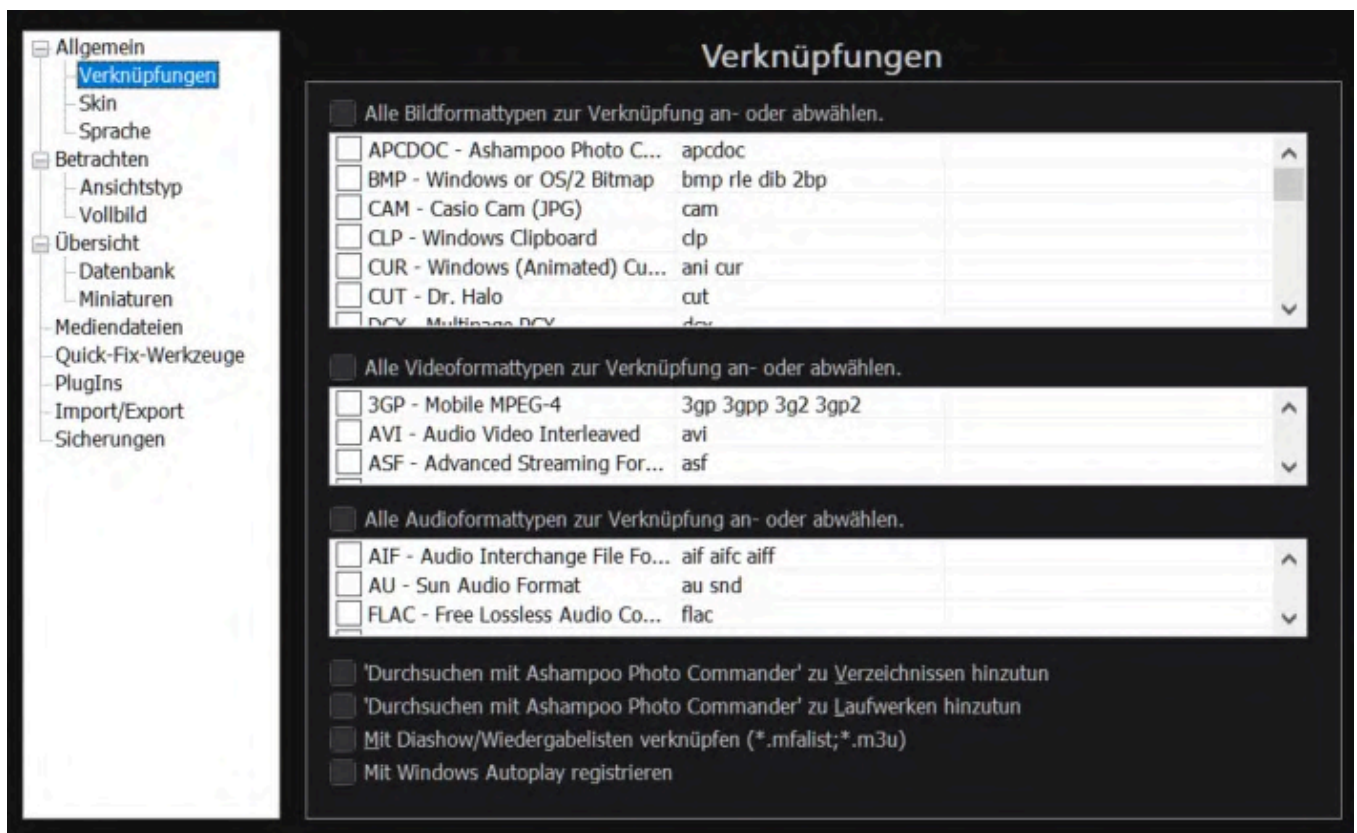 Allgemein
Verknüpfungen
Skin
Sprache
Betrachten
Ansichtstyp
Vollbild
Übersicht
Datenbank
Miniaturen
Mediendateien
Quick-Fix-Werkzeuge
PlugIns
Import/Export
Sicherungen
Verknüpfungen
Alle Bildformattypen zur Verknüpfung an- oder abwählen.
APCDOC - Ashampoo Photo C... apcdoc
BMP - Windows or OS/2 Bitmap bmp rle dib 2bp
CAM - Casio Cam (JPG) cam
CLP - Windows Clipboard clp
CUR - Windows (Animated) Cu... ani cur
CUT - Dr. Halo cut
DCX - Multipage PCX dcx
Alle Videoformattypen zur Verknüpfung an- oder abwählen.
3GP - Mobile MPEG-4 3gp 3gpp 3g2 3gp2
AVI - Audio Video Interleaved avi
ASF - Advanced Streaming For... asf
Alle Audioformattypen zur Verknüpfung an- oder abwählen.
AIF - Audio Interchange File Fo... aif aifc aiff
AU - Sun Audio Format au snd
FLAC - Free Lossless Audio Co... flac
'Durchsuchen mit Ashampoo Photo Commander' zu Verzeichnissen hinzutun
'Durchsuchen mit Ashampoo Photo Commander' zu Laufwerken hinzutun
Mit Diashow/Wiedergabelisten verknüpfen (*.mfalist;*.m3u)
Mit Windows Autoplay registrieren